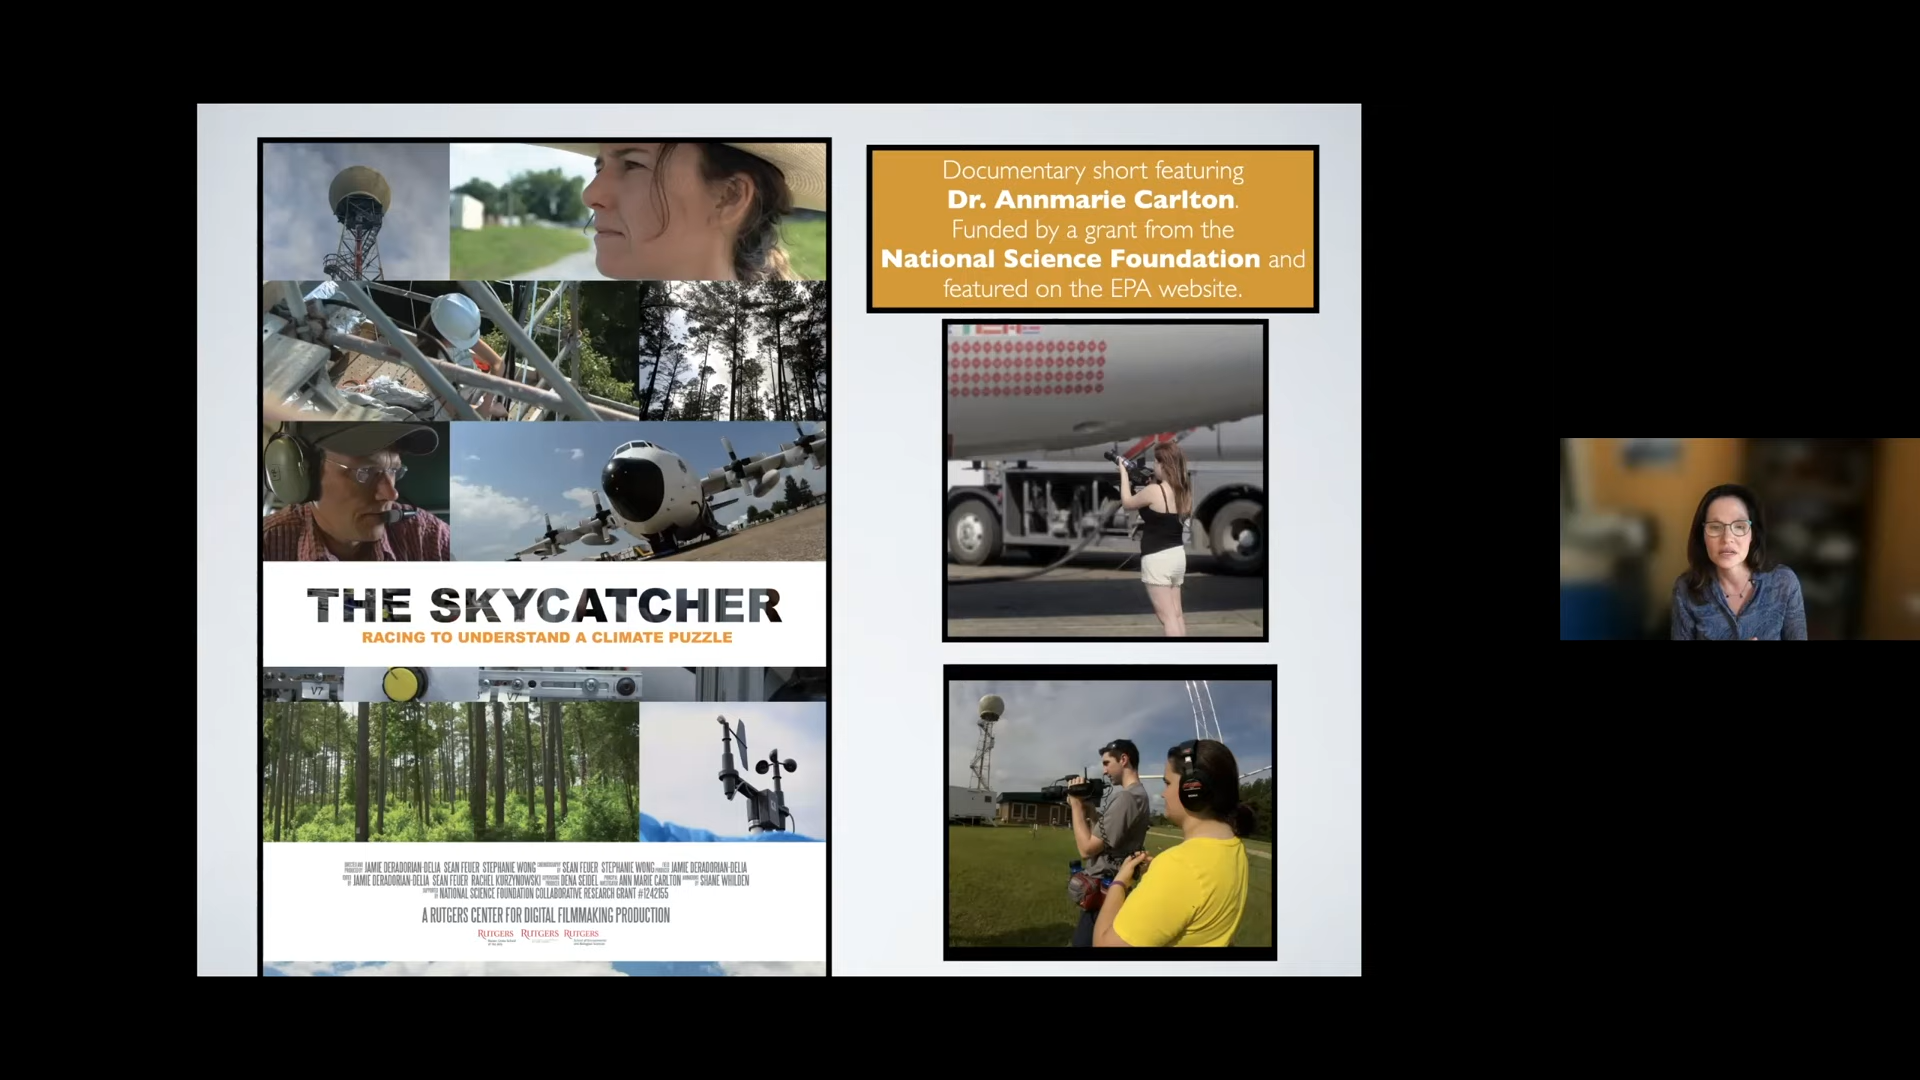 Documentary short featuring
Dr. Annmarie Carlton.
Funded by a grant from the
National Science Foundation and
featured on the EPA website.
THE SKYCATCHER
RACING TO UNDERSTAND A CLIMATE PUZZLE
V7
V7
JAMIE DERADORIAN-DELIA SEAN FEUER STEPHANIE WONG SEAN FEUER STEPHANIE WONG JAMIE DERADORIAN-DELIA
JAMIE DERADORIAN-DELIA SEAN FEUER RACHEL KORZYNOWSKI DENA SEIDEL ANN MARIE CARLTON SHANE WHILDEN
NATIONAL SCIENCE FOUNDATION COLLABORATIVE RESEARCH GRANT #1242155
A RUTGERS CENTER FOR DIGITAL FILMMAKING PRODUCTION
RUTGERS RUTGERS RUTGERS